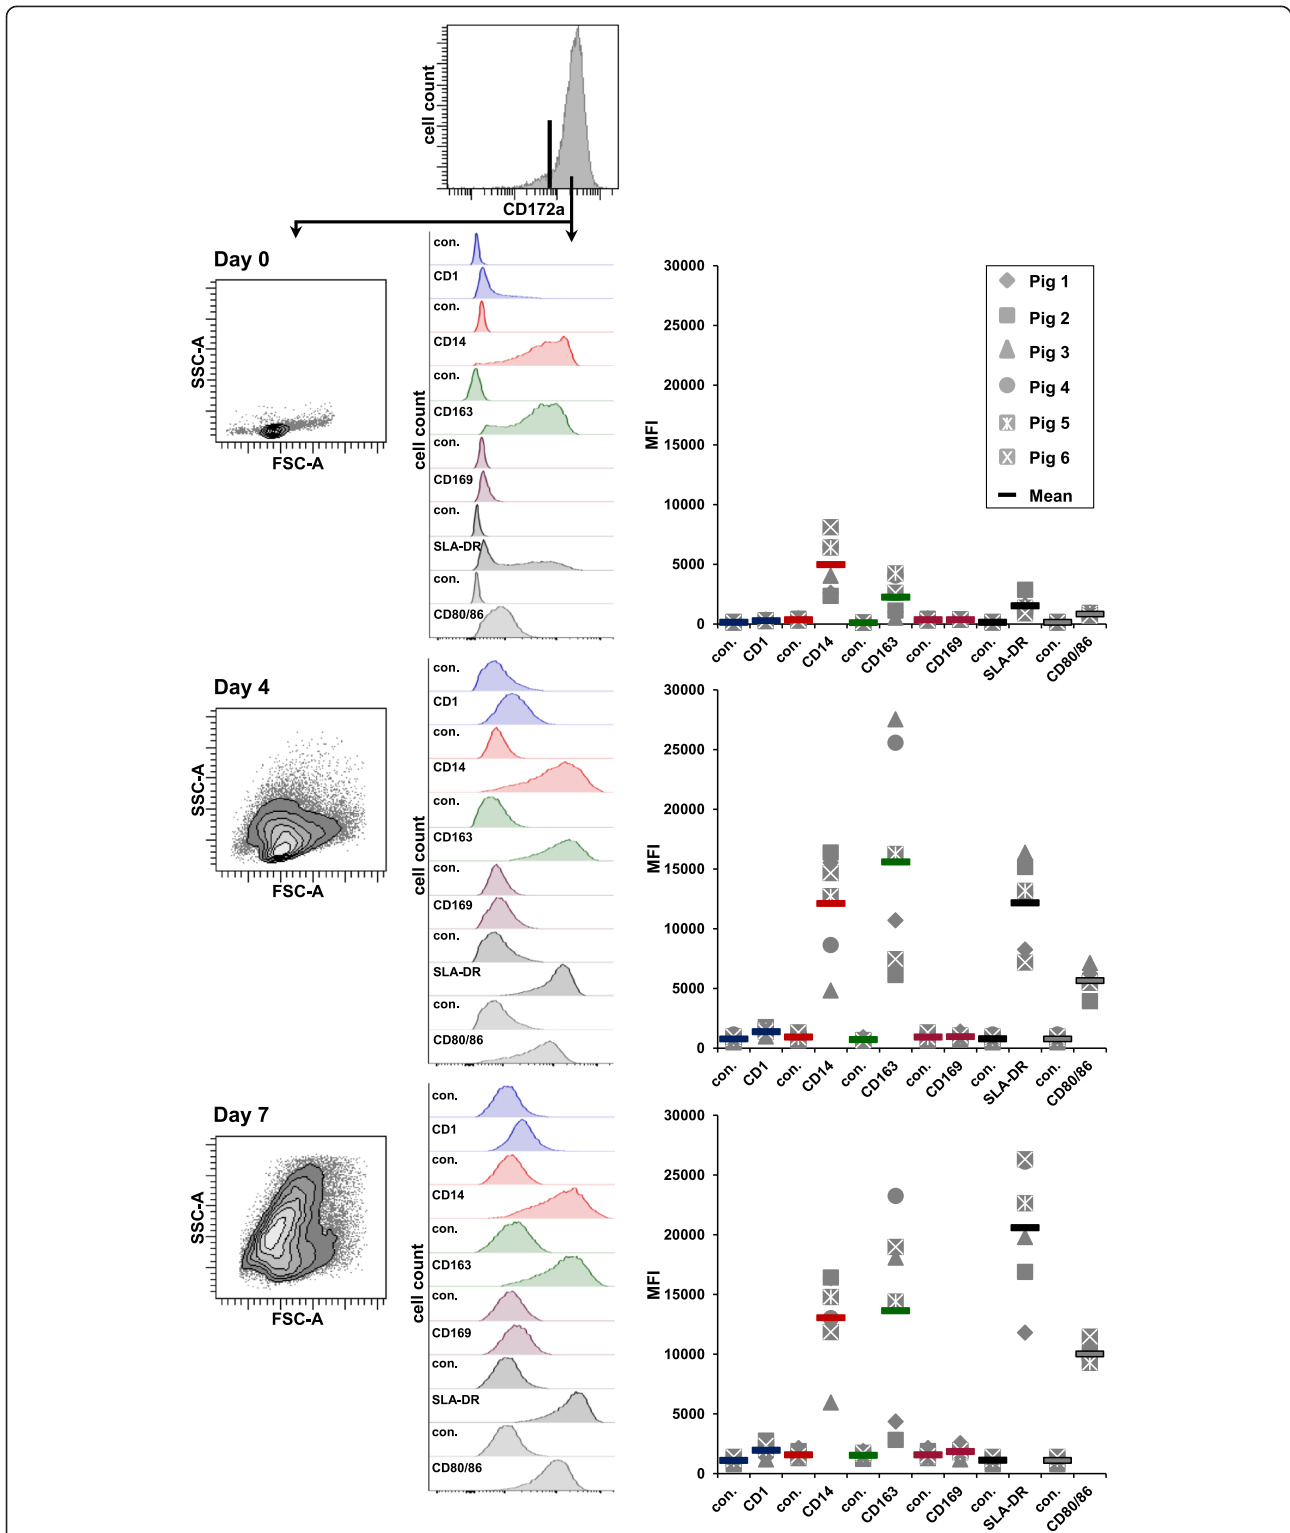 cell count
CD172a
Day 0
SSC-A
FSC-A
cell count
con.
CD1
con.
CD14
con.
CD163
con.
CD169
con.
SLA-DR
con.
CD80/86
MFI
30000
25000
20000
15000
10000
5000
0
con.
CD1
con.
CD14
con.
CD163
con.
CD169
con.
SLA-DR
con.
CD80/86
Pig 1
Pig 2
Pig 3
Pig 4
Pig 5
Pig 6
Mean
Day 4
SSC-A
FSC-A
cell count
con.
CD1
con.
CD14
con.
CD163
con.
CD169
con.
SLA-DR
con.
CD80/86
MFI
30000
25000
20000
15000
10000
5000
0
con.
CD1
con.
CD14
con.
CD163
con.
CD169
con.
SLA-DR
con.
CD80/86
Day 7
SSC-A
FSC-A
cell count
con.
CD1
con.
CD14
con.
CD163
con.
CD169
con.
SLA-DR
con.
CD80/86
MFI
30000
25000
20000
15000
10000
5000
0
con.
CD1
con.
CD14
con.
CD163
con.
CD169
con.
SLA-DR
con.
CD80/86